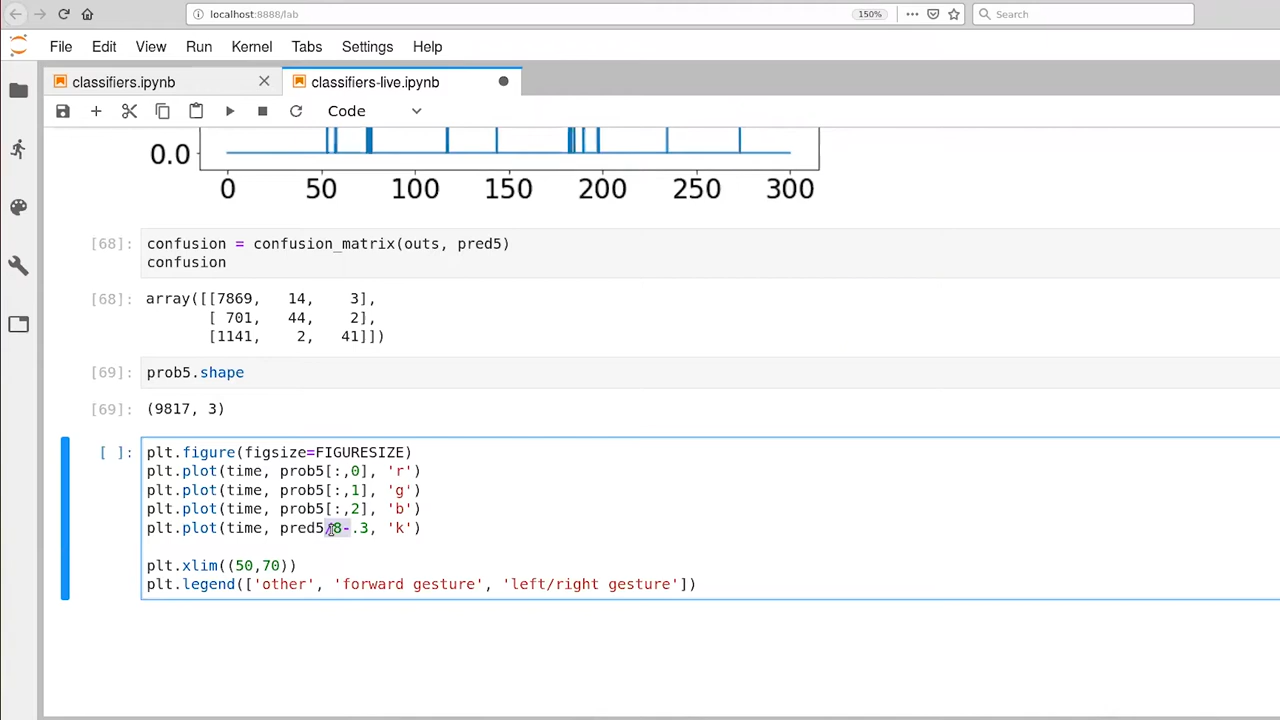 localhost:8888/lab
150%
Search
File Edit View Run Kernel Tabs Settings Help
classifiers.ipynb
classifiers-live.ipynb
Code
0.0
0 50 100 150 200 250 300
[68]: confusion = confusion_matrix(outs, pred5)
confusion
[68]: array([[7869, 14, 3],
[ 701, 44, 2],
[1141, 2, 41]])
[69]: prob5.shape
[69]: (9817, 3)
[ ]: plt.figure(figsize=FIGURESIZE)
plt.plot(time, prob5[:,0], 'r')
plt.plot(time, prob5[:,1], 'g')
plt.plot(time, prob5[:,2], 'b')
plt.plot(time, pred5/8-.3, 'k')
plt.xlim((50,70))
plt.legend(['other', 'forward gesture', 'left/right gesture'])